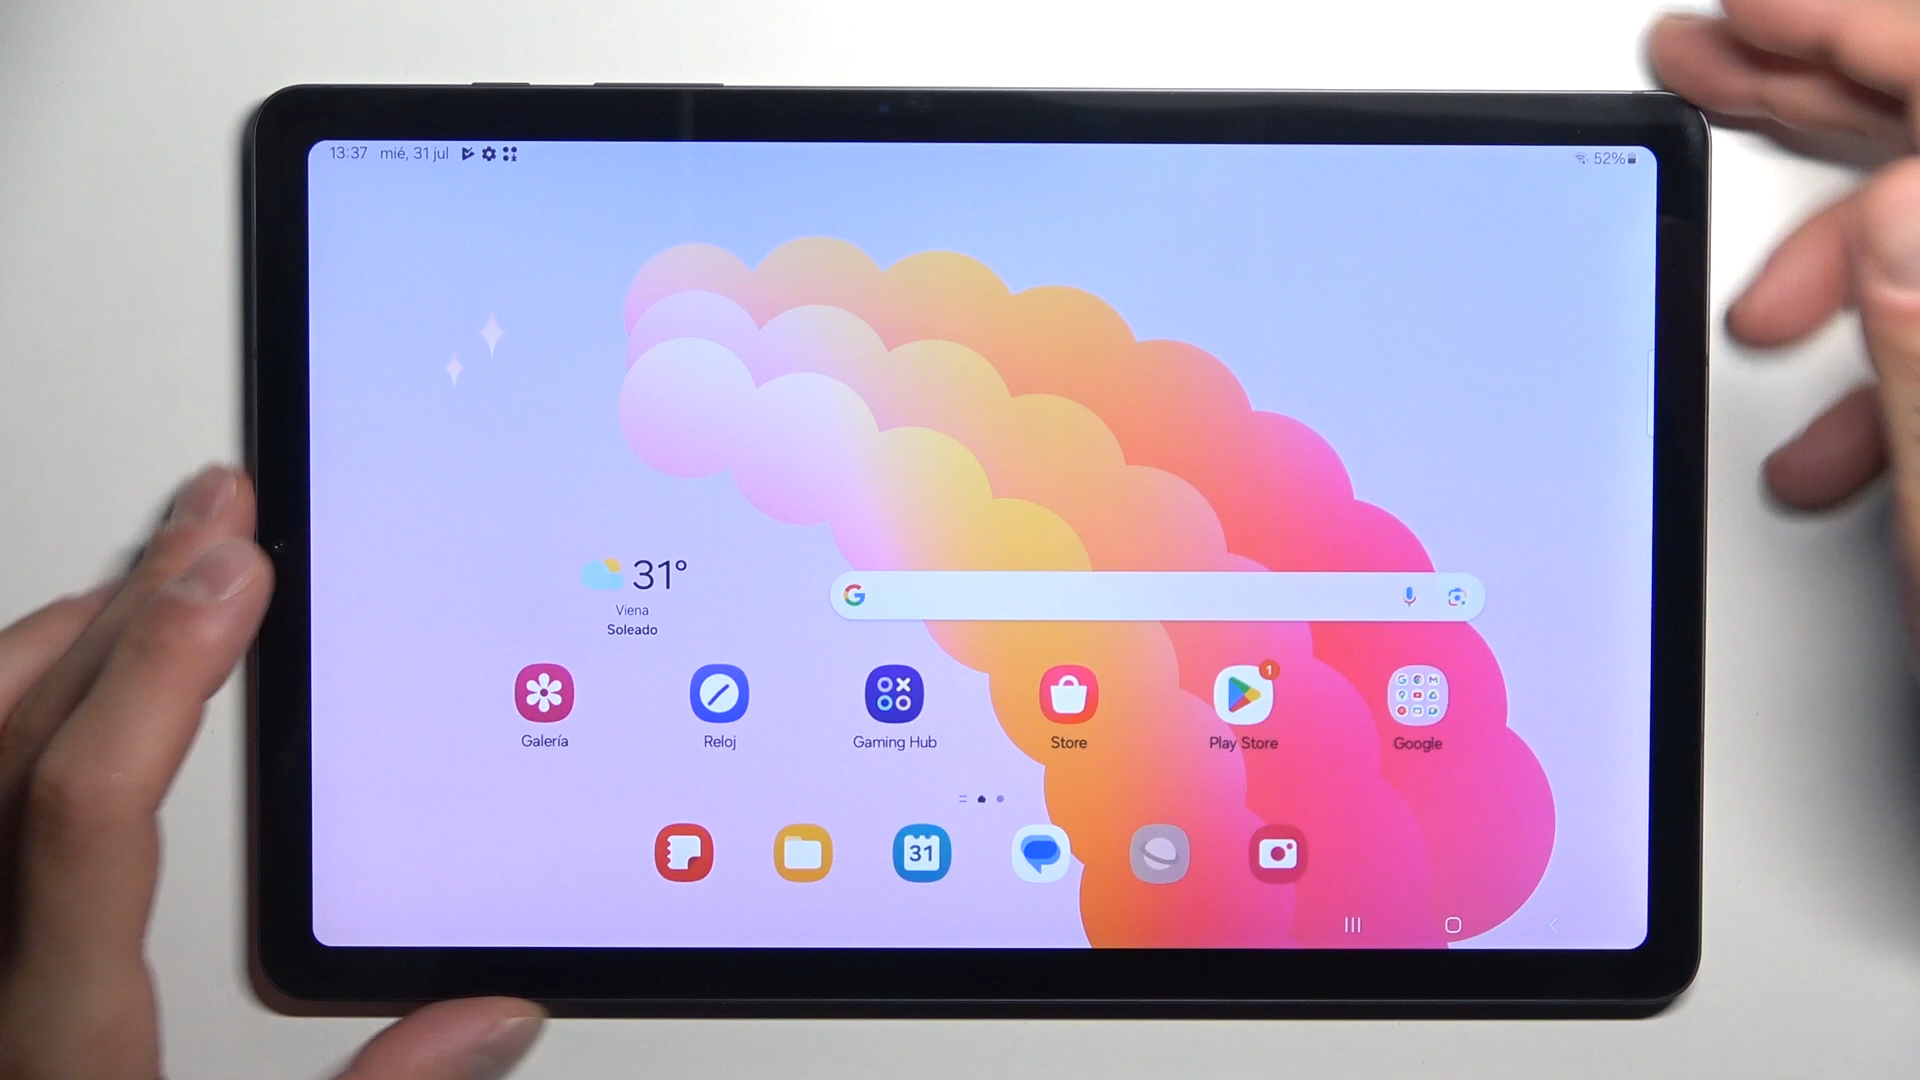 13:37 mié, 31 jul
52%
31°
Viena
Soleado
G
Galería
Reloj
Gaming Hub
Store
1
Play Store
Google
31